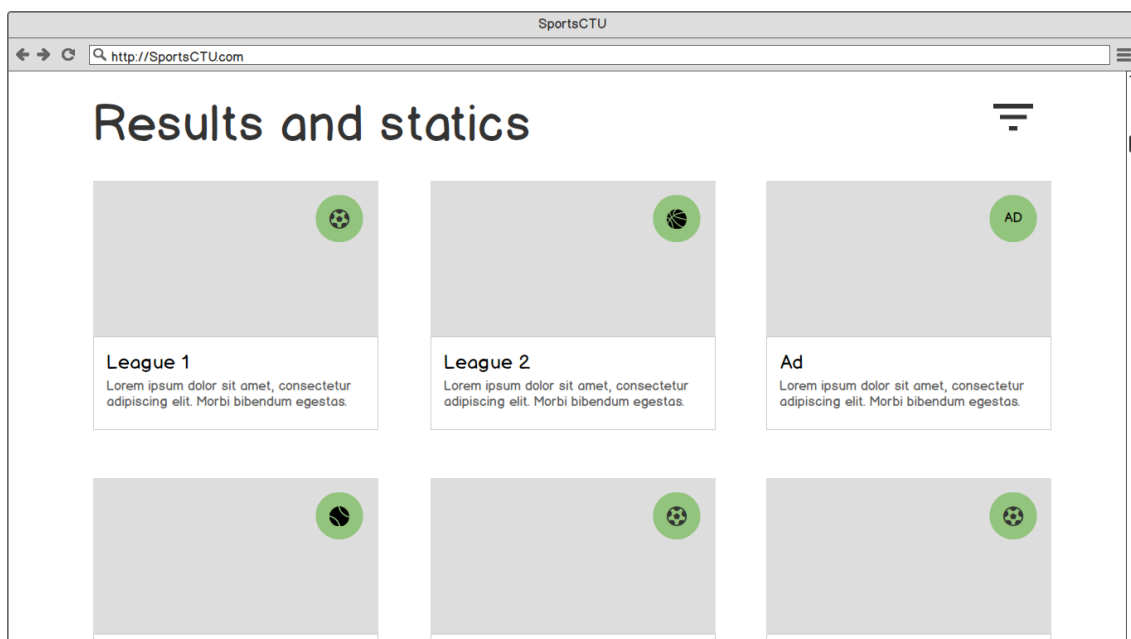 SportsCTU
http://SportsCTU.com
Results and statics
AD
League 1
Lorem ipsum dolor sit amet, consectetur
adipiscing elit. Morbi bibendum egestas.
League 2
Lorem ipsum dolor sit amet, consectetur
adipiscing elit. Morbi bibendum egestas.
Ad
Lorem ipsum dolor sit amet, consectetur
adipiscing elit. Morbi bibendum egestas.